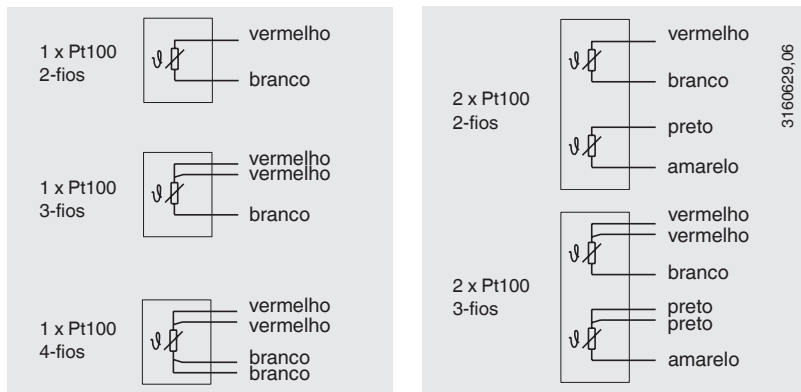 1 x Pt100
2-fios
vermelho
branco
1 x Pt100
3-fios
vermelho
vermelho
branco
1 x Pt100
4-fios
vermelho
vermelho
branco
branco
2 x Pt100
2-fios
vermelho
branco
preto
amarelo
2 x Pt100
3-fios
vermelho
vermelho
branco
preto
preto
amarelo
3160629,06